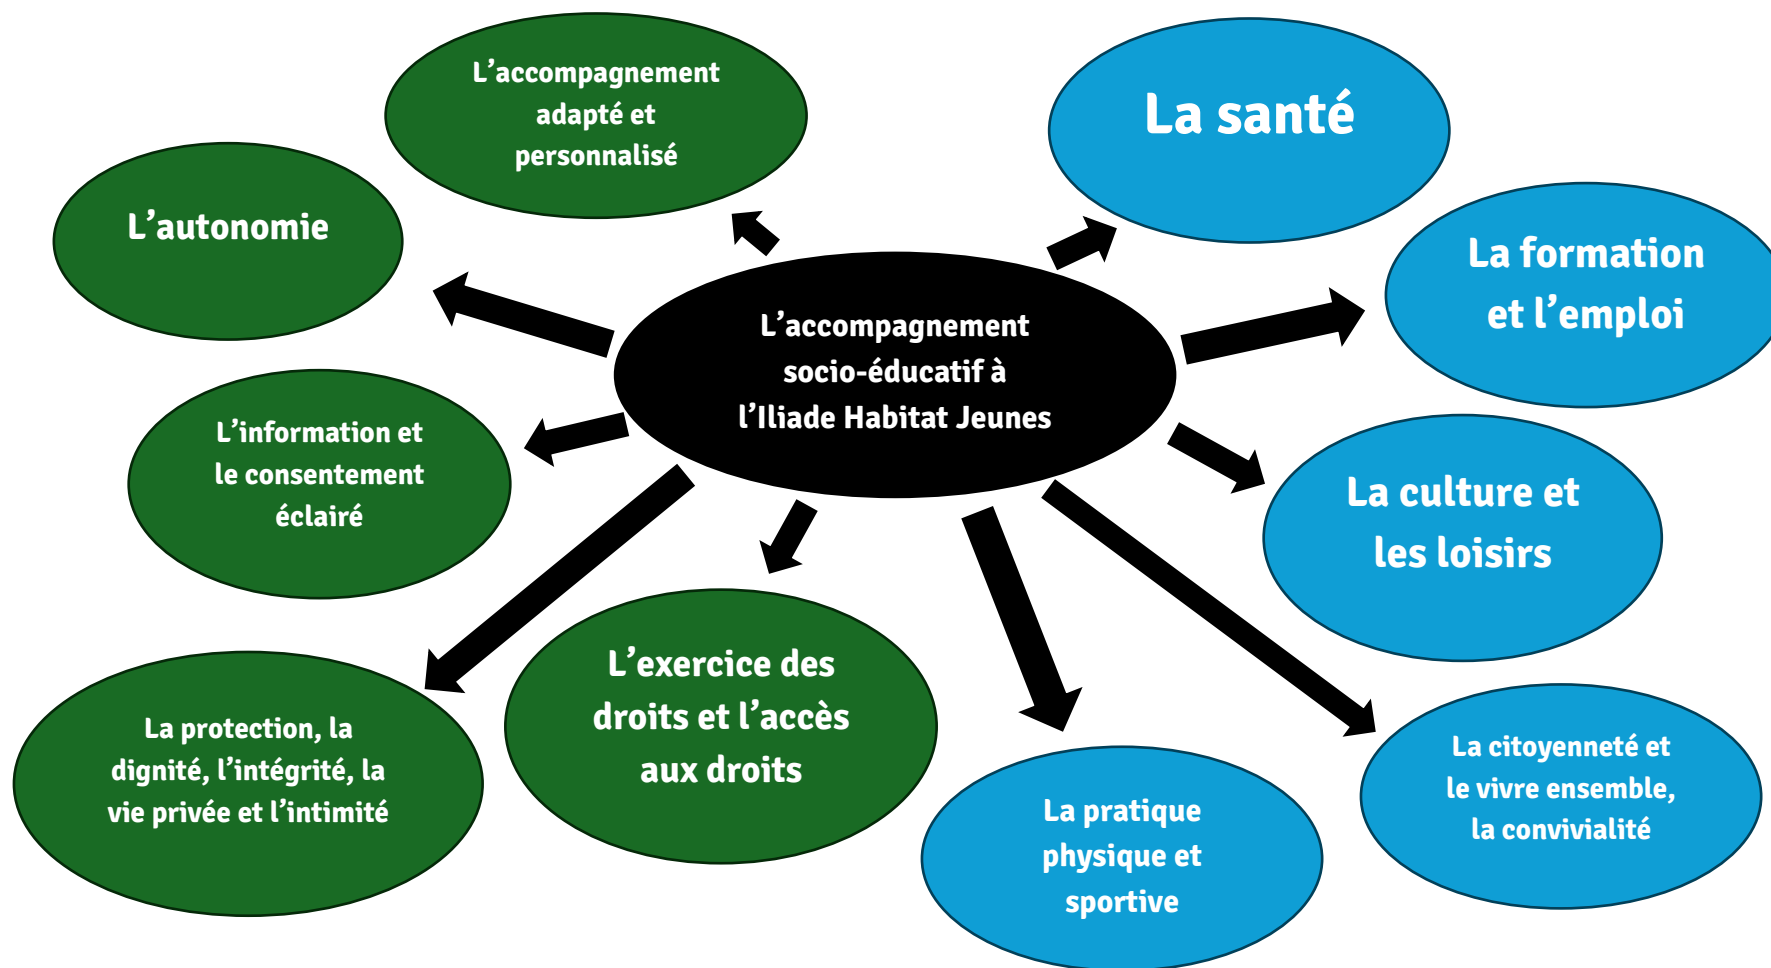 L'accompagnement
adapté et
personnalisé
La santé
L'autonomie
La formation
et l'emploi
L'accompagnement
socio-éducatif à
l'Iliade Habitat Jeunes
L'information et
le consentement
éclairé
La culture et
les loisirs
La protection, la
dignité, l'intégrité, la
vie privée et l'intimité
L'exercice des
droits et l'accès
aux droits
La pratique
physique et
sportive
La citoyenneté et
le vivre ensemble,
la convivialité